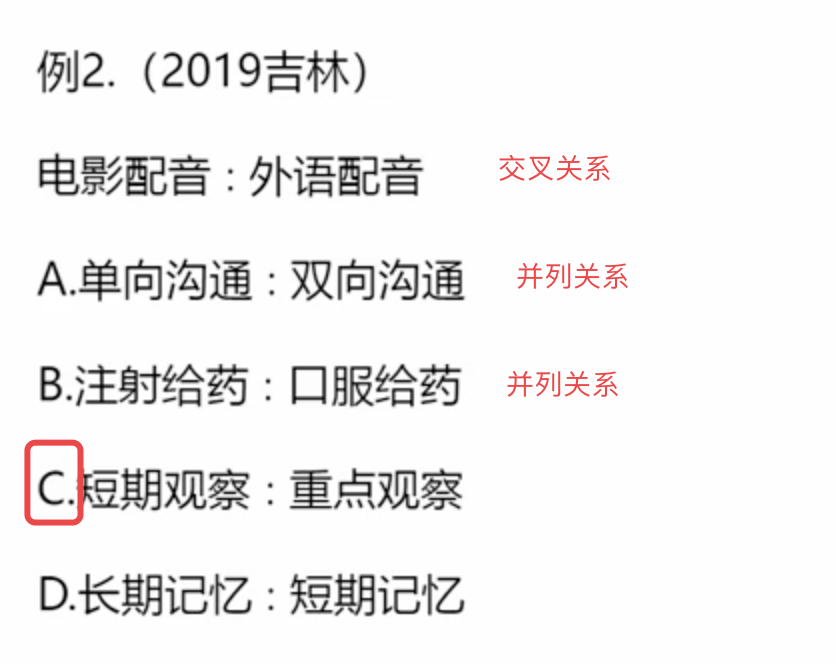 例2.（2019吉林）
电影配音：外语配音 交叉关系
A.单向沟通：双向沟通 并列关系
B.注射给药：口服给药 并列关系
C.短期观察：重点观察
D.长期记忆：短期记忆